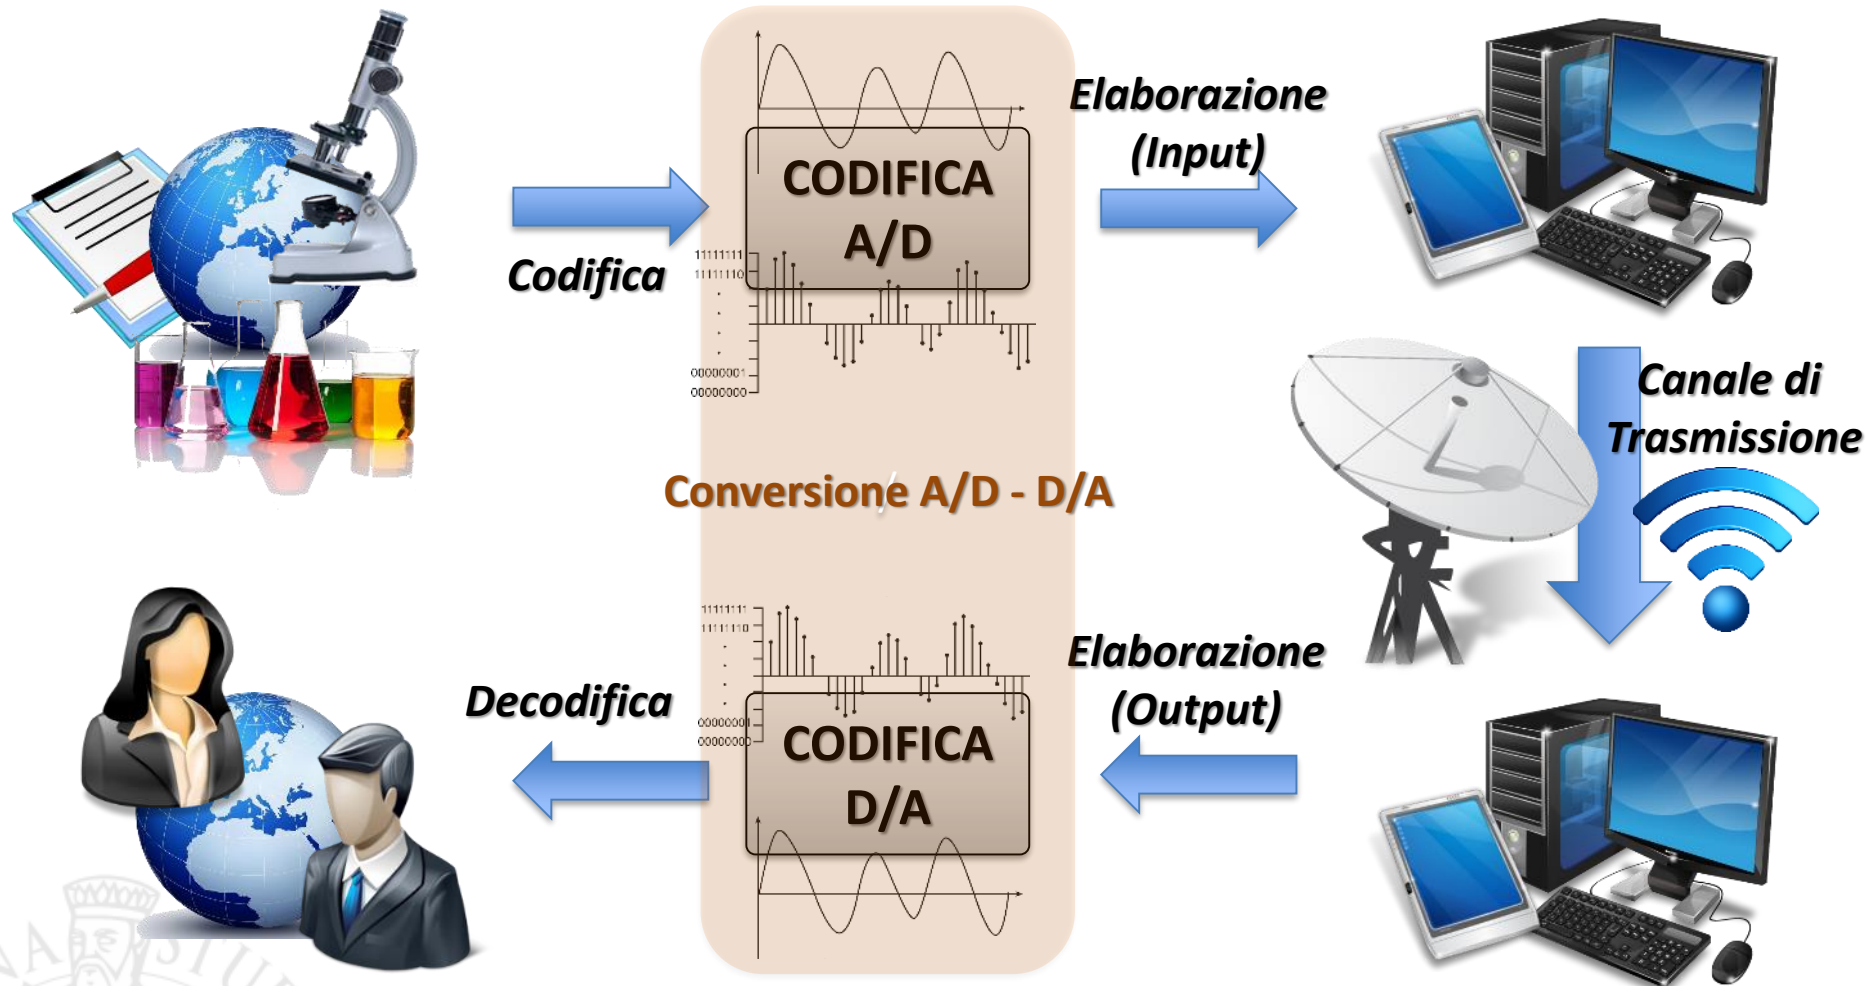 CODIFICA
A/D
11111111
11111110
00000001
00000000
Codifica
Elaborazione
(Input)
Canale di
Trasmissione
Conversione A/D - D/A
11111111
11111110
00000001
00000000
CODIFICA
D/A
Elaborazione
(Output)
Decodifica